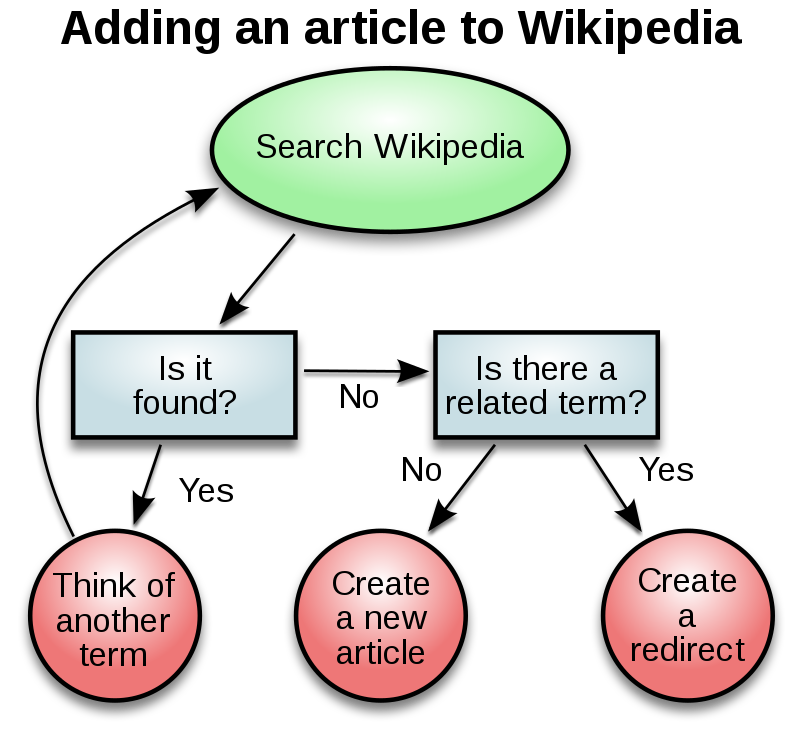 Adding an article to Wikipedia
Search Wikipedia
Is it
found?
No
Is there a
related term?
Yes
No
Yes
Think of
another
term
Create
a new
article
Create
a
redirect